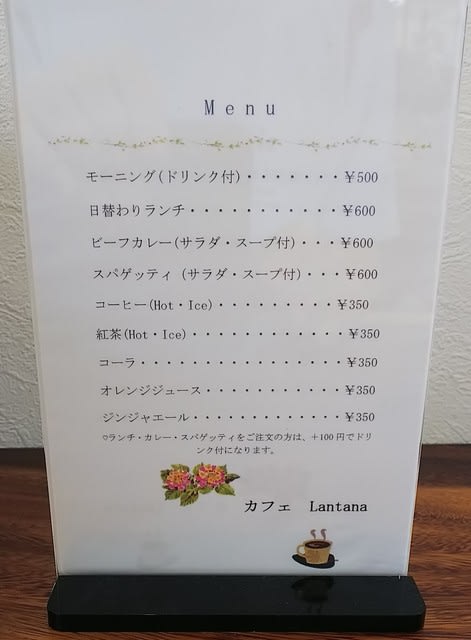 Menu
モーニング(ドリンク付)・・・・・・・￥500
日替わりランチ・・・・・・・・・・・￥600
ビーフカレー(サラダ・スープ付)・・・￥600
スパゲッティ (サラダ・スープ付)・・・￥600
コーヒー(Hot・Ice)・・・・・・・・・￥350
紅茶(Hot・Ice)・・・・・・・・・・・￥350
コーラ・・・・・・・・・・・・・・・￥350
オレンジジュース・・・・・・・・・・￥350
ジンジャエール・・・・・・・・・・・￥350
♡ランチ・カレー・スパゲッティをご注文の方は、＋100円でドリ
ンク付になります。
カフェ　Lantana